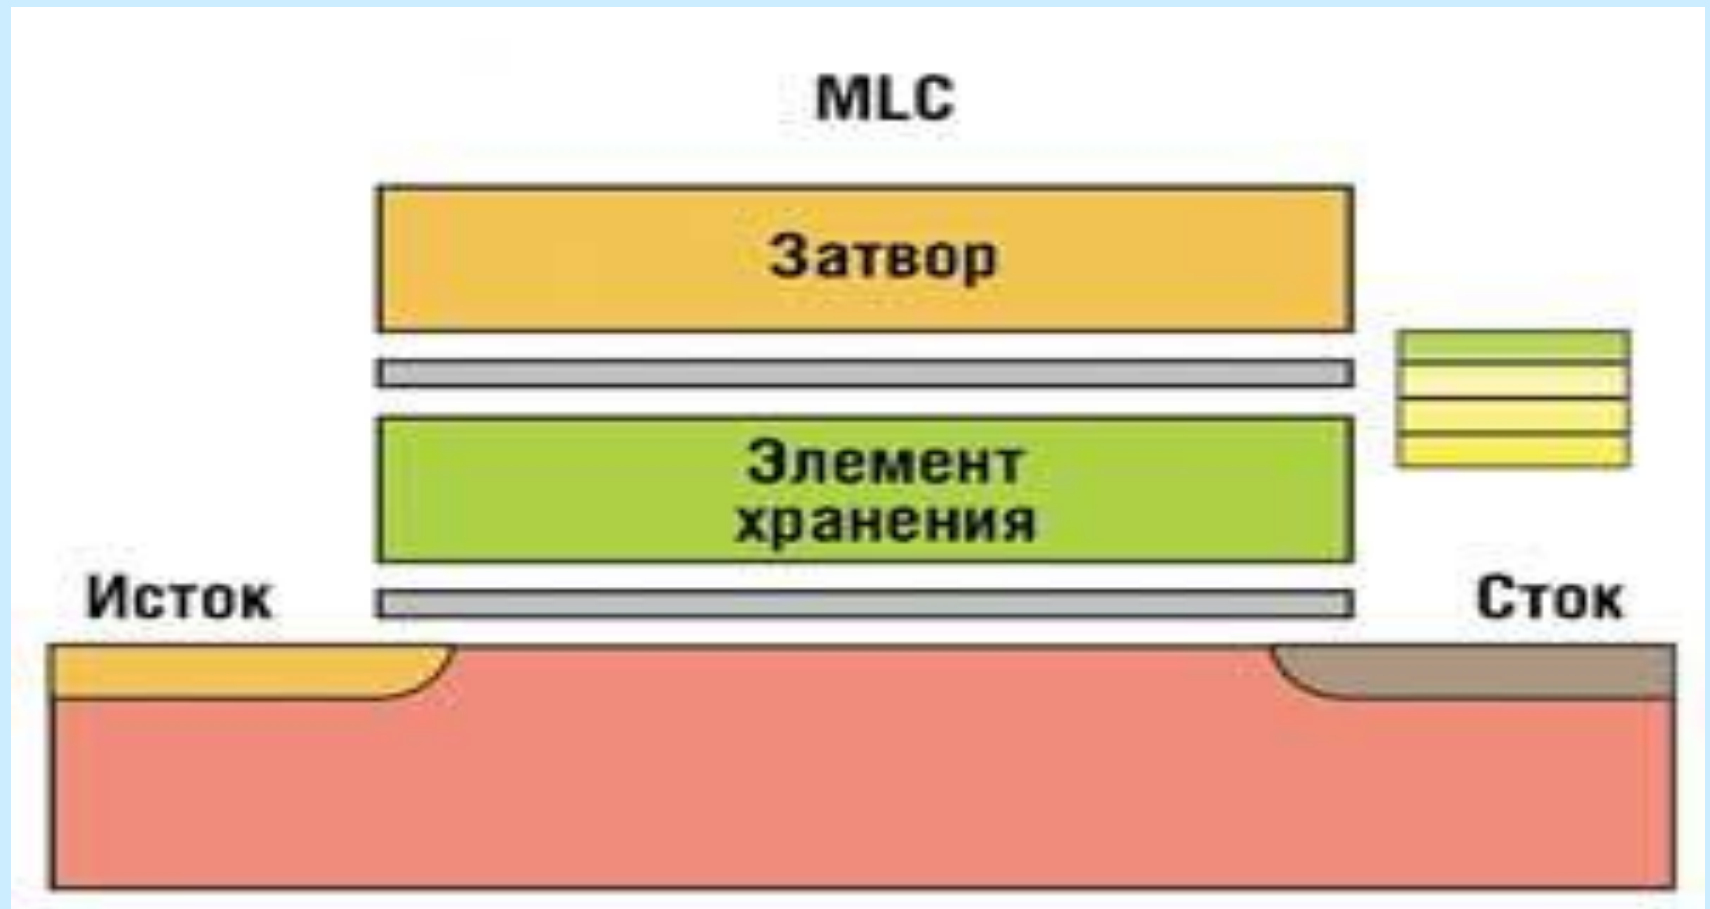 MLC
Затвор
Элемент
хранения
Исток
Сток